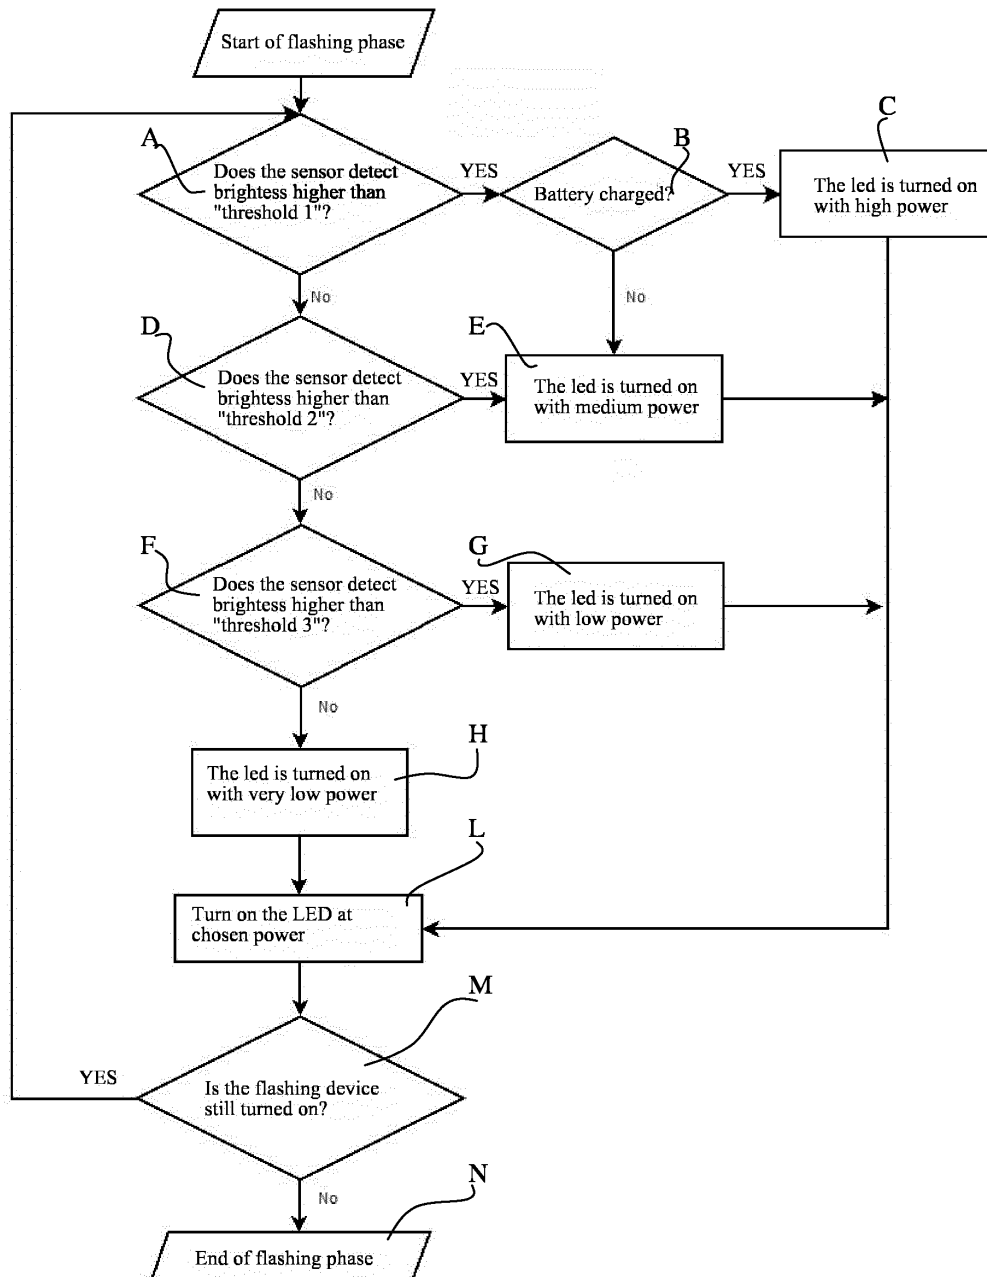 Start of flashing phase
A
Does the sensor detect
brightess higher than
"threshold 1"?
YES
B
Battery charged?
YES
C
The led is turned on
with high power
No
No
D
Does the sensor detect
brightess higher than
"threshold 2"?
YES
E
The led is turned on
with medium power
No
F
Does the sensor detect
brightess higher than
"threshold 3"?
YES
G
The led is turned on
with low power
No
H
The led is turned on
with very low power
L
Turn on the LED at
chosen power
M
Is the flashing device
still turned on?
YES
No
N
End of flashing phase